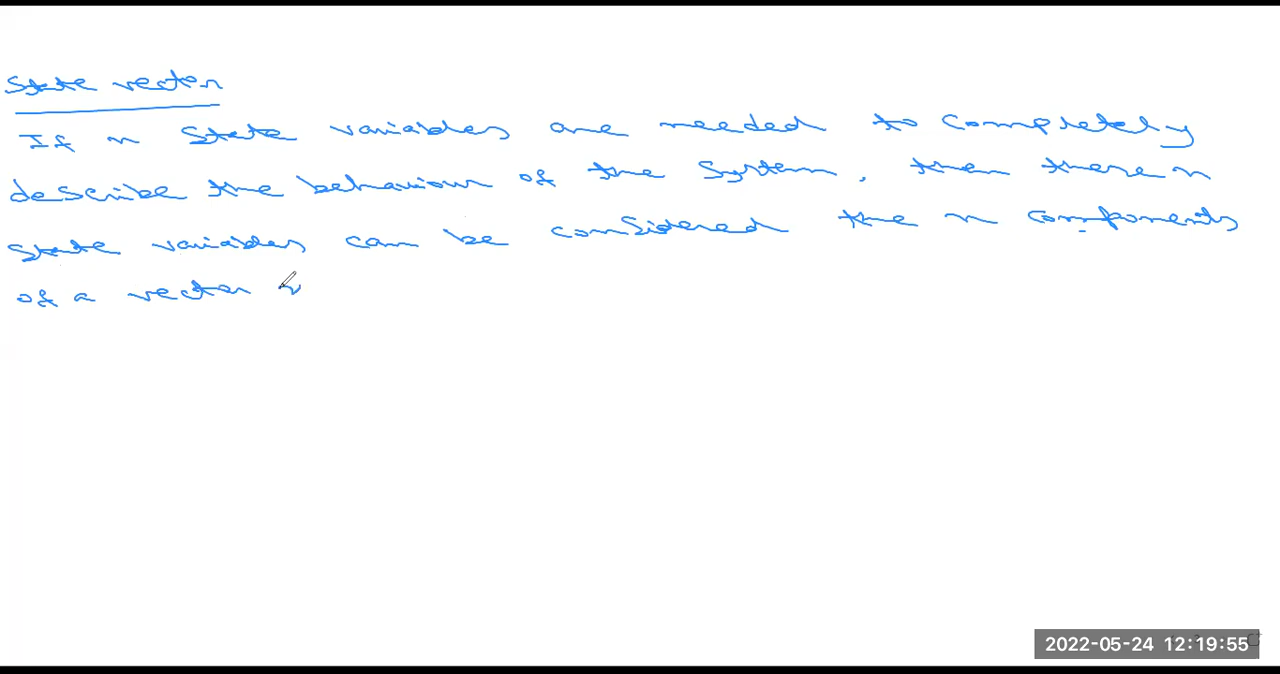 State vector
If n state variables are needed to completely
describe the behaviour of the system, then these n
state variables can be considered the n components
of a vector
2022-05-24 12:19:55